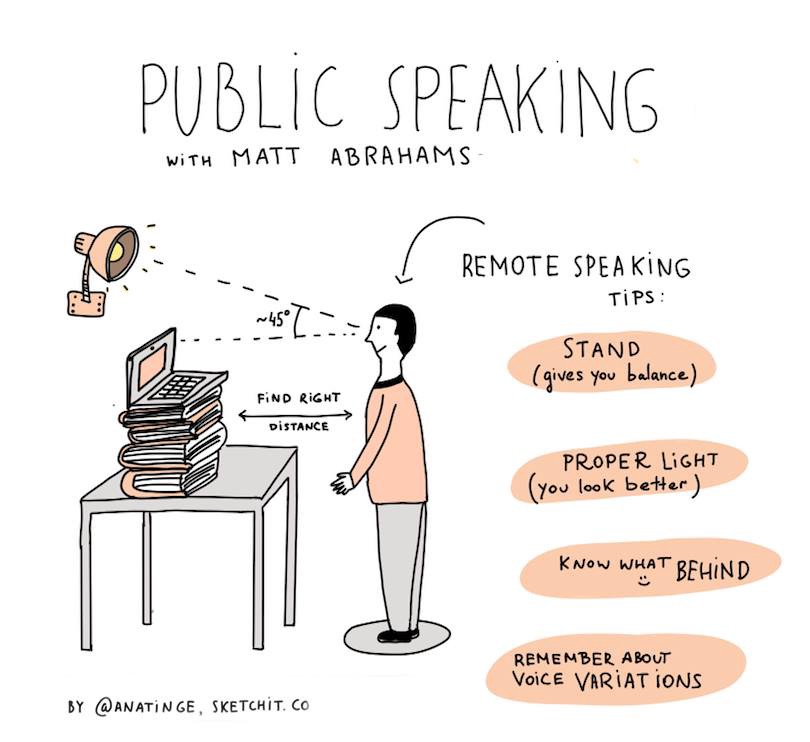 PUBLIC SPEAKING
WITH MATT ABRAHAMS
REMOTE SPEAKING
TIPS:
~45°
FIND RIGHT
DISTANCE
STAND
(gives you balance)
PROPER LIGHT
(you look better)
KNOW WHAT BEHIND
REMEMBER ABOUT
VOICE VARIATIONS
BY @ANATINGE, SKETCHIT.CO